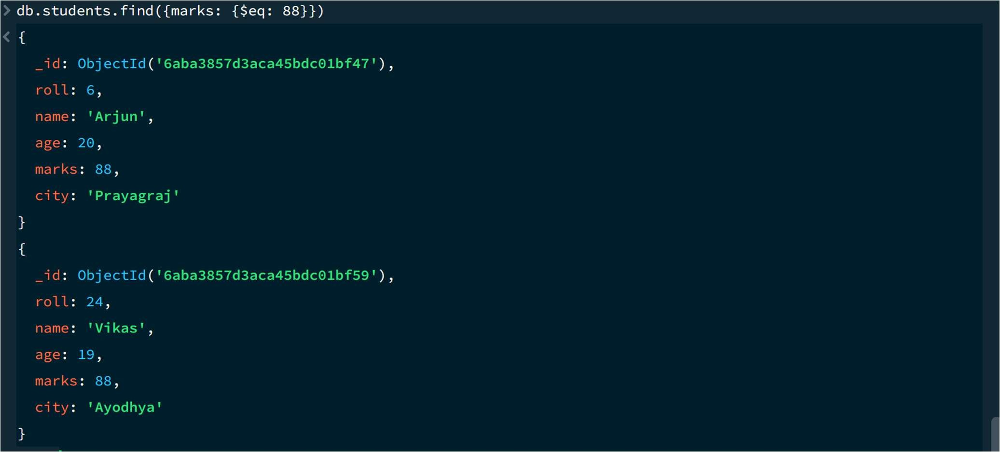 > db.students.find({marks: {$eq: 88}})
< {
  _id: ObjectId('6aba3857d3aca45bdc01bf47'),
  roll: 6,
  name: 'Arjun',
  age: 20,
  marks: 88,
  city: 'Prayagraj'
}
{
  _id: ObjectId('6aba3857d3aca45bdc01bf59'),
  roll: 24,
  name: 'Vikas',
  age: 19,
  marks: 88,
  city: 'Ayodhya'
}